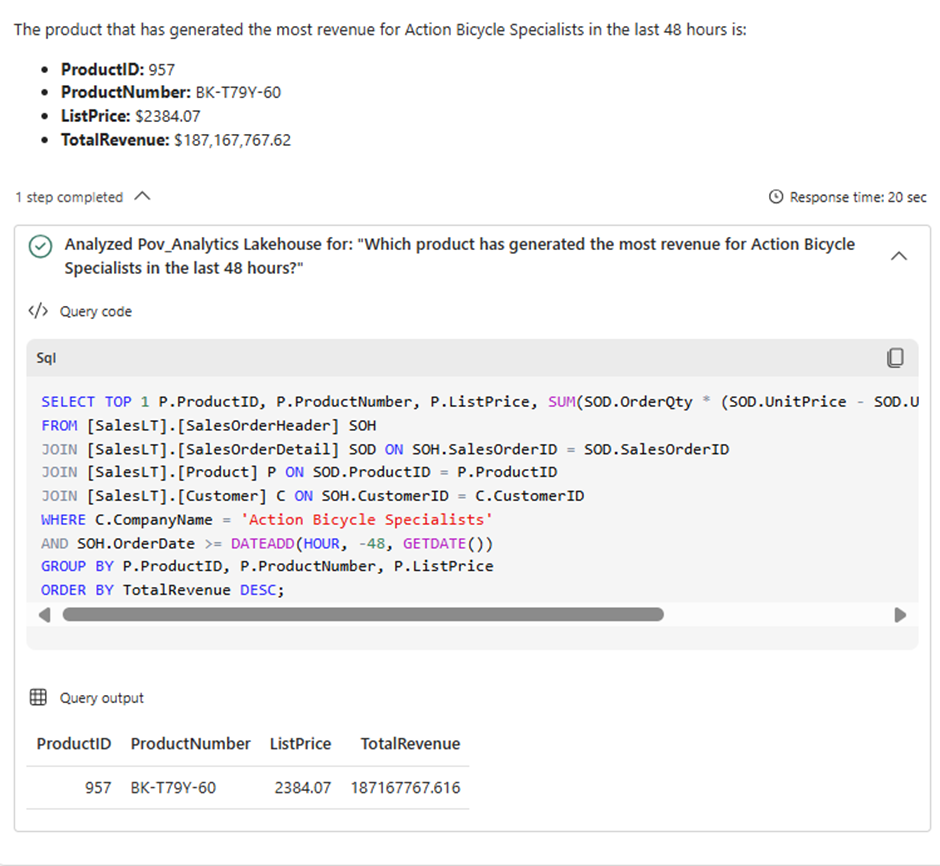 The product that has generated the most revenue for Action Bicycle Specialists in the last 48 hours is:
• ProductID: 957
• ProductNumber: BK-T79Y-60
• ListPrice: $2384.07
• TotalRevenue: $187,167,767.62
1 step completed
Response time: 20 sec
Analyzed Pov_Analytics Lakehouse for: "Which product has generated the most revenue for Action Bicycle
Specialists in the last 48 hours?"
</> Query code
Sql
SELECT TOP 1 P.ProductID, P.ProductNumber, P.ListPrice, SUM(SOD.OrderQty * (SOD.UnitPrice - SOD.U
FROM [SalesLT].[SalesOrderHeader] SOH
JOIN [SalesLT].[SalesOrderDetail] SOD ON SOH.SalesOrderID = SOD.SalesOrderID
JOIN [SalesLT].[Product] P ON SOD.ProductID = P.ProductID
JOIN [SalesLT].[Customer] C ON SOH.CustomerID = C.CustomerID
WHERE C.CompanyName = 'Action Bicycle Specialists'
AND SOH.OrderDate >= DATEADD(HOUR, -48, GETDATE())
GROUP BY P.ProductID, P.ProductNumber, P.ListPrice
ORDER BY TotalRevenue DESC;
Query output
ProductID ProductNumber ListPrice TotalRevenue
957 BK-T79Y-60 2384.07 187167767.616